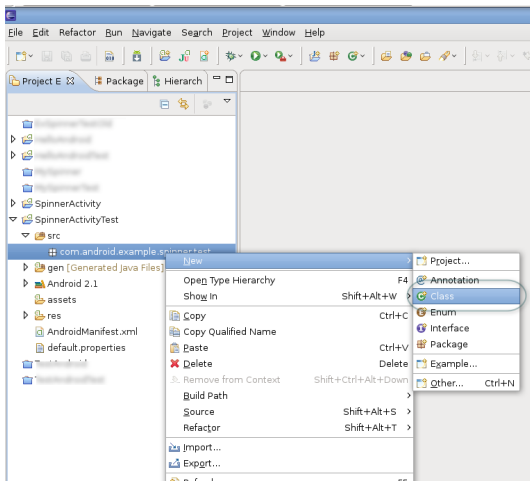 File Edit Refactor Run Navigate Search Project Window Help
Project E Package Hierarch
SpinnerActivity
SpinnerActivityTest
src
com.android.example.spinner.test
gen [Generated Java Files]
Android 2.1
assets
res
AndroidManifest.xml
default.properties
New
Open Type Hierarchy F4
Show In Shift+Alt+W
Copy Ctrl+C
Copy Qualified Name
Paste Ctrl+V
Delete Delete
Remove from Context Shift+Ctrl+Alt+Down
Build Path
Source Shift+Alt+S
Refactor Shift+Alt+T
Import...
Export...
Project...
Annotation
Class
Enum
Interface
Package
Example...
Other... Ctrl+N